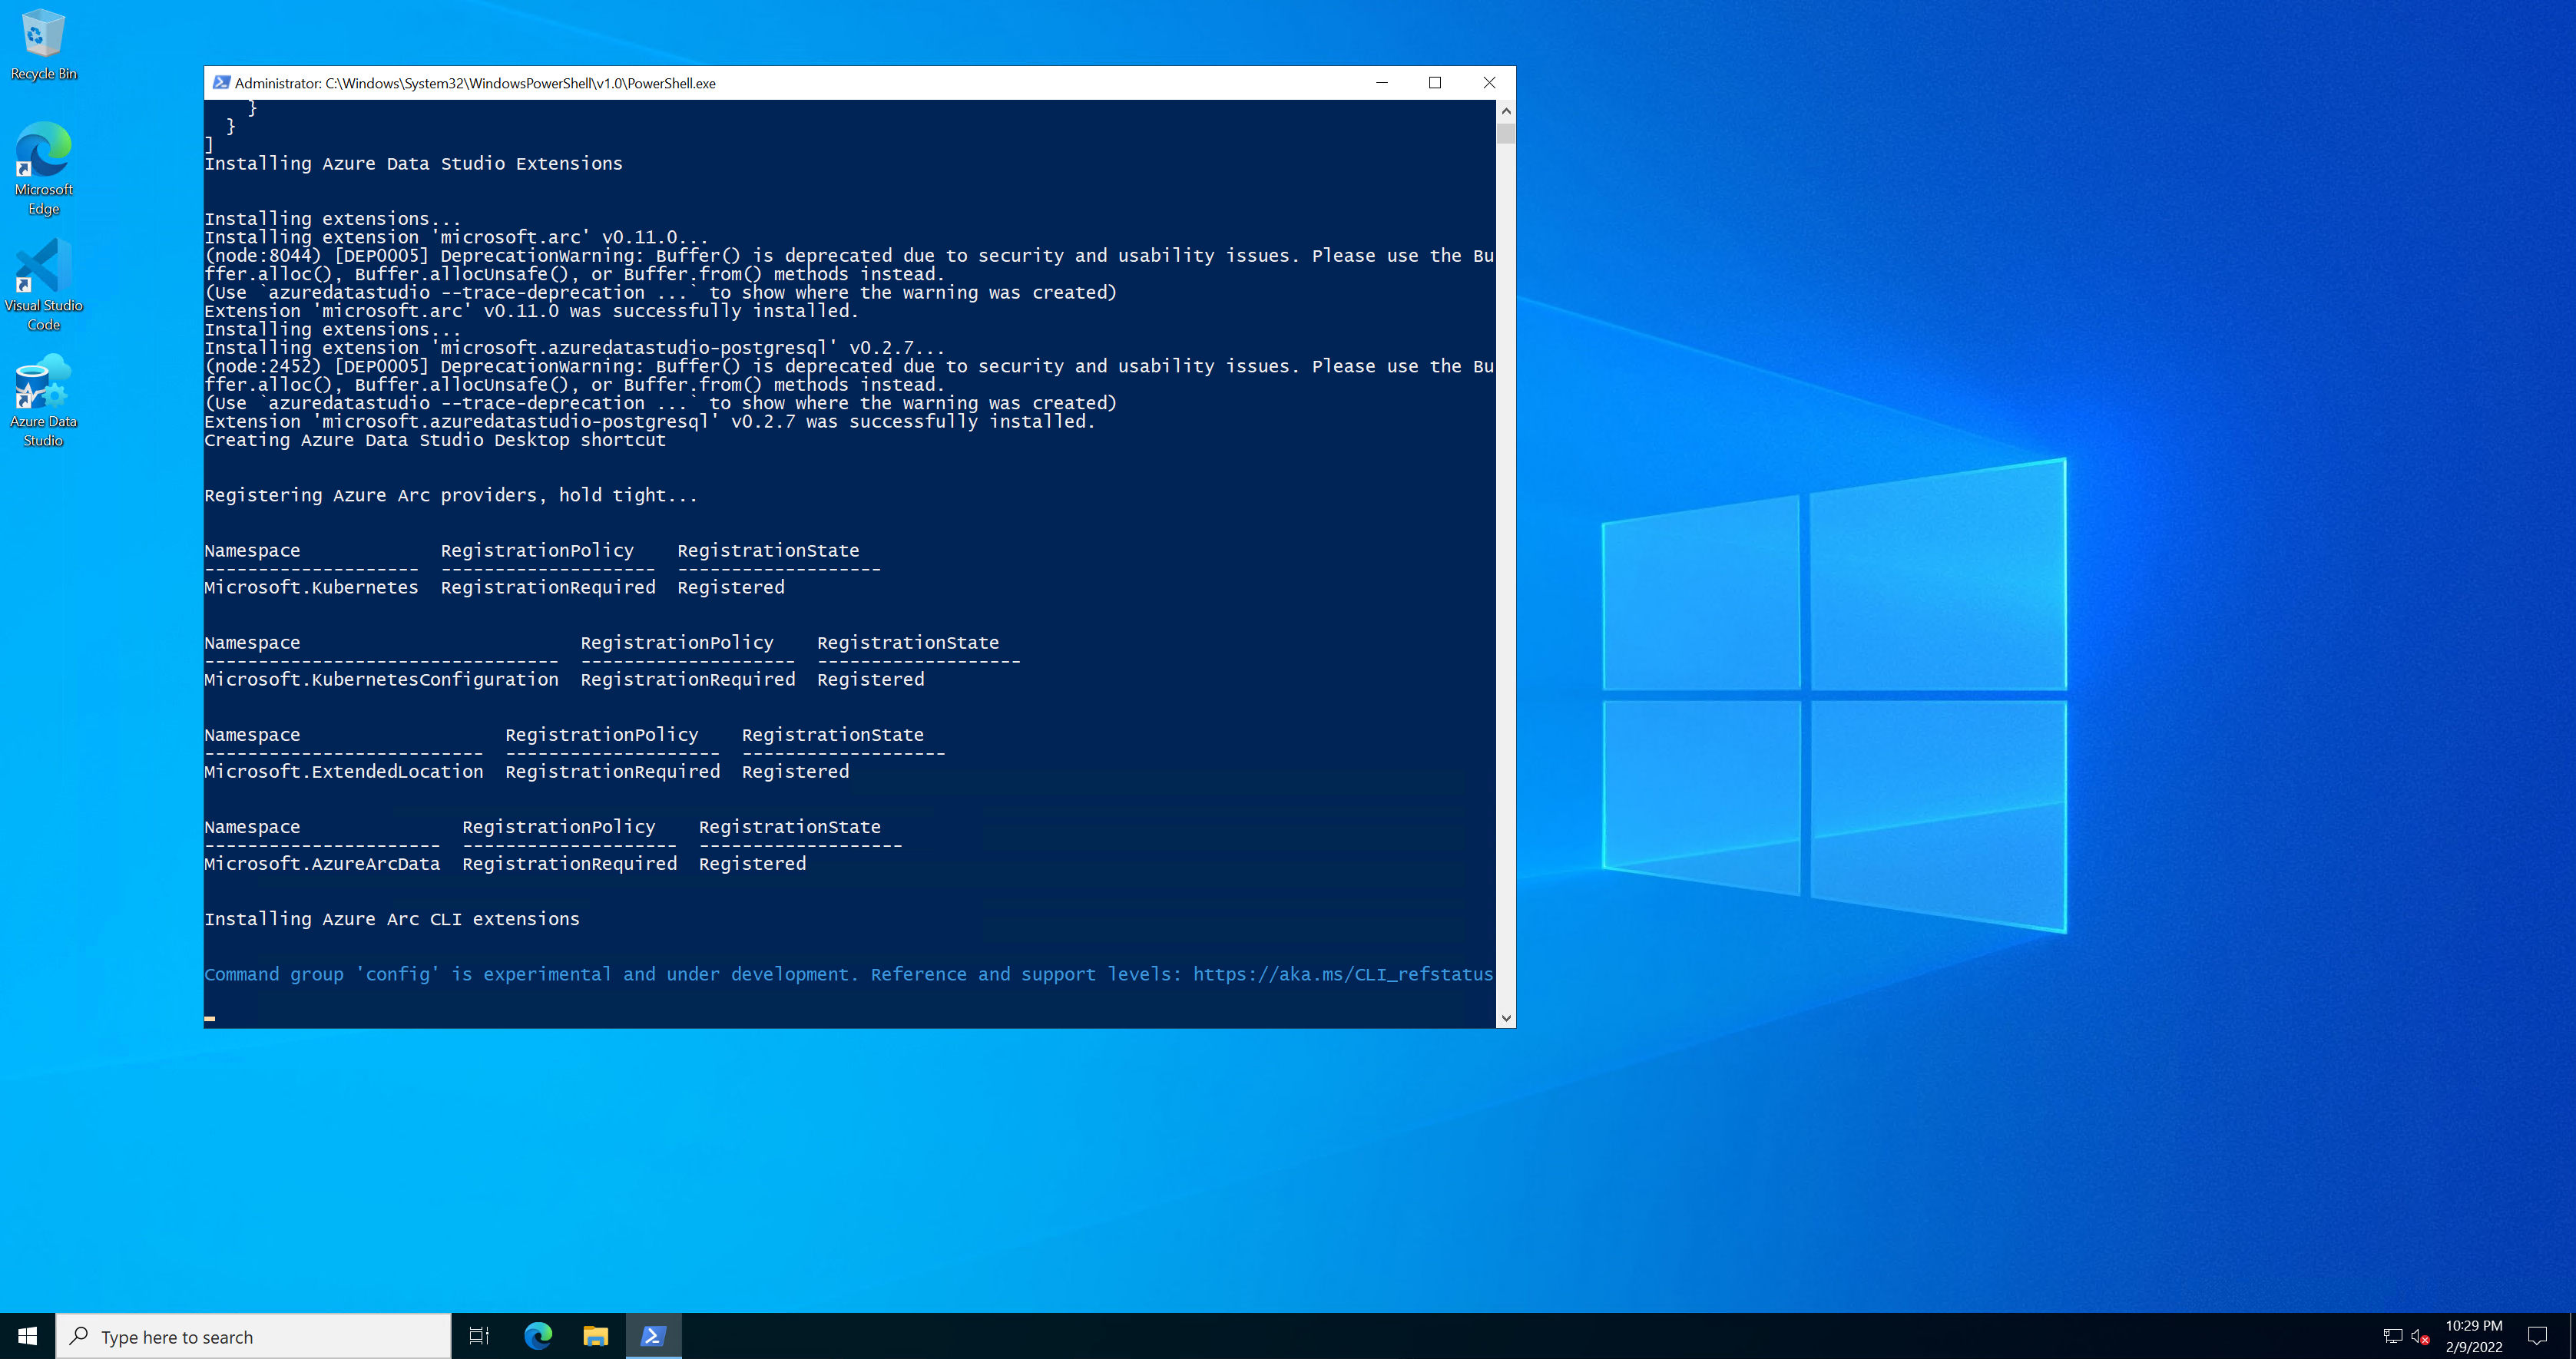 Recycle Bin
Microsoft
Edge
Visual Studio
Code
Azure Data
Studio
Administrator: C:\Windows\System32\WindowsPowerShell\v1.0\PowerShell.exe
    }
  }
]
Installing Azure Data Studio Extensions
Installing extensions...
Installing extension 'microsoft.arc' v0.11.0...
(node:8044) [DEP0005] DeprecationWarning: Buffer() is deprecated due to security and usability issues. Please use the Bu
ffer.alloc(), Buffer.allocUnsafe(), or Buffer.from() methods instead.
(Use `azuredatastudio --trace-deprecation ...` to show where the warning was created)
Extension 'microsoft.arc' v0.11.0 was successfully installed.
Installing extensions...
Installing extension 'microsoft.azuredatastudio-postgresql' v0.2.7...
(node:2452) [DEP0005] DeprecationWarning: Buffer() is deprecated due to security and usability issues. Please use the Bu
ffer.alloc(), Buffer.allocUnsafe(), or Buffer.from() methods instead.
(Use `azuredatastudio --trace-deprecation ...` to show where the warning was created)
Extension 'microsoft.azuredatastudio-postgresql' v0.2.7 was successfully installed.
Creating Azure Data Studio Desktop shortcut
Registering Azure Arc providers, hold tight...
Namespace             RegistrationPolicy    RegistrationState
--------------------  --------------------  -------------------
Microsoft.Kubernetes  RegistrationRequired  Registered
Namespace                          RegistrationPolicy    RegistrationState
---------------------------------  --------------------  -------------------
Microsoft.KubernetesConfiguration  RegistrationRequired  Registered
Namespace                   RegistrationPolicy    RegistrationState
--------------------------  --------------------  -------------------
Microsoft.ExtendedLocation  RegistrationRequired  Registered
Namespace               RegistrationPolicy    RegistrationState
----------------------  --------------------  -------------------
Microsoft.AzureArcData  RegistrationRequired  Registered
Installing Azure Arc CLI extensions
Command group 'config' is experimental and under development. Reference and support levels: https://aka.ms/CLI_refstatus
Type here to search
10:29 PM
2/9/2022